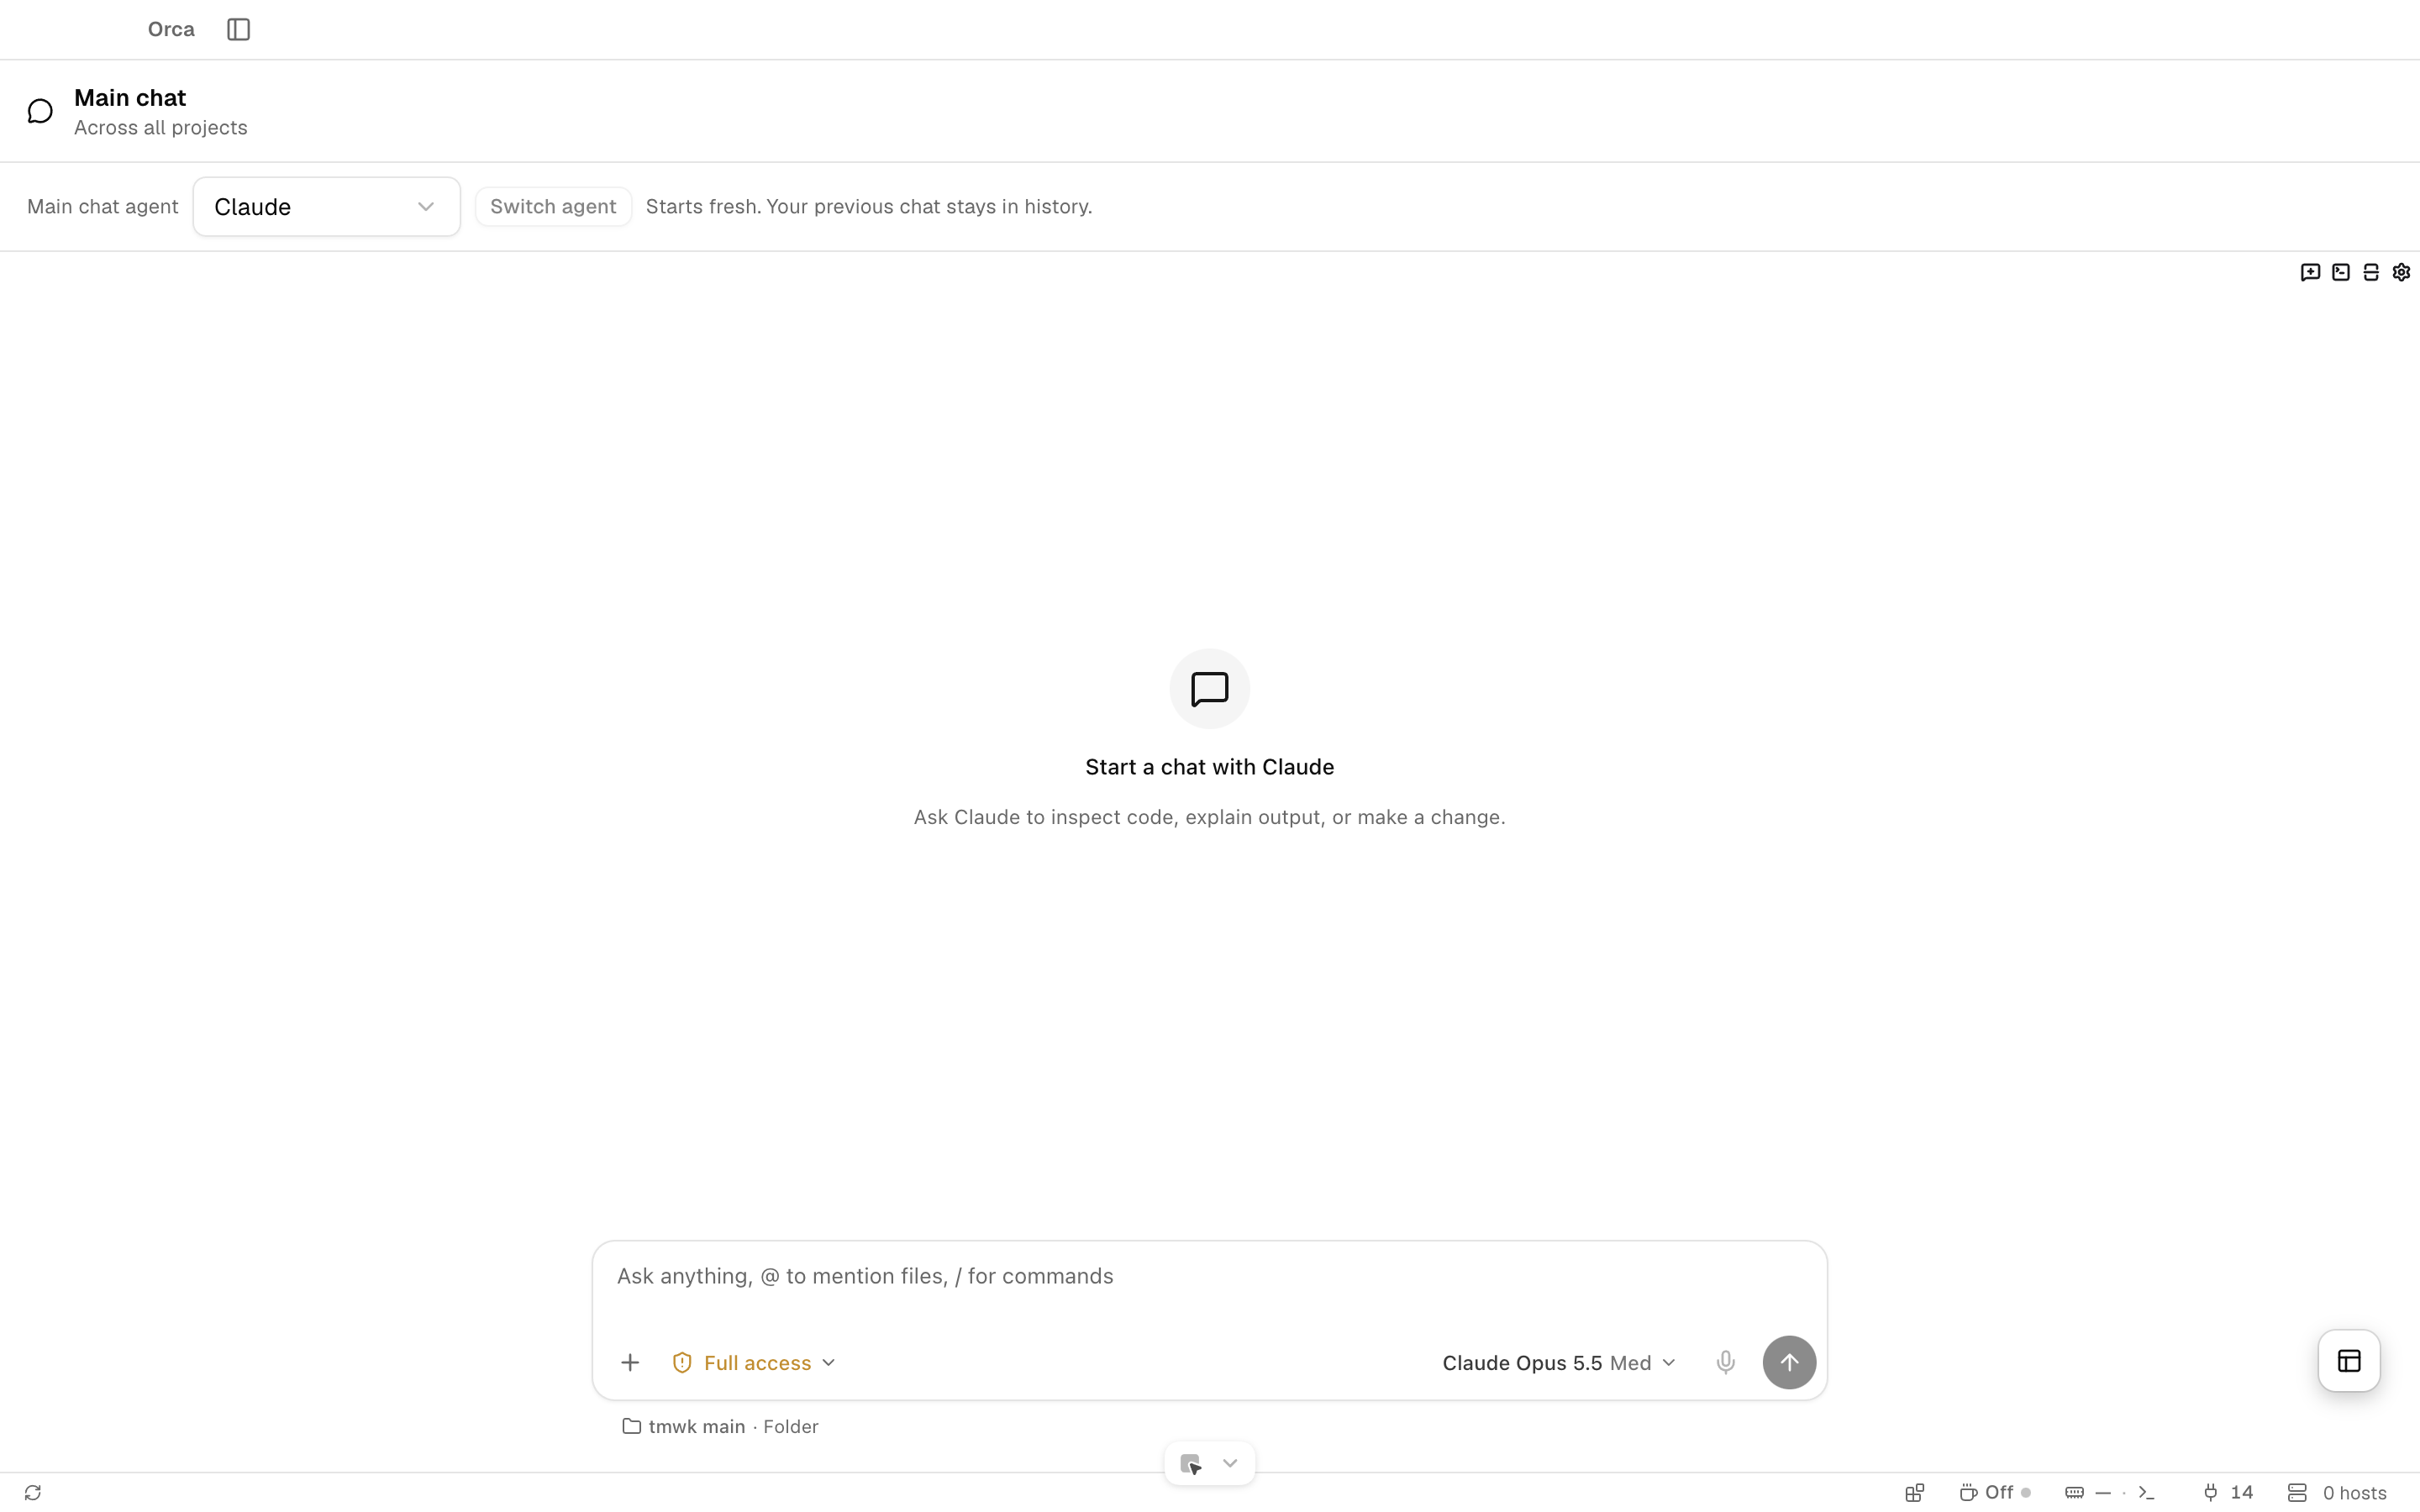 Orca
Main chat
Across all projects
Main chat agent Claude Switch agent Starts fresh. Your previous chat stays in history.
Start a chat with Claude
Ask Claude to inspect code, explain output, or make a change.
Ask anything, @ to mention files, / for commands
Full access Claude Opus 5.5 Med
tmwk main · Folder
Off — · 14 0 hosts